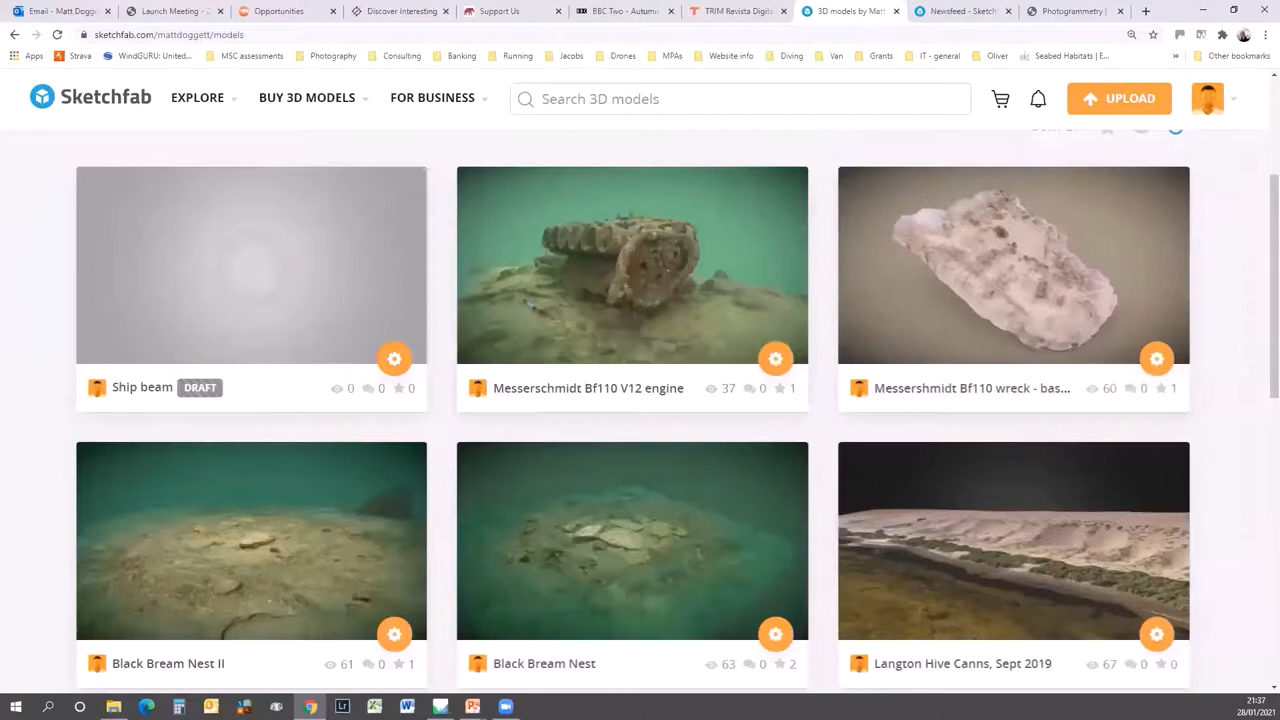 Email - Matt Dogge
Launch Meeting - Z
Opportunities
Discover interesting
Support Us
BBC Two - Autumn
TRIM Revista Digita
3D models by Mat
Newsfeed - Sketch
Photogrammetry |
sketchfab.com/mattdoggett/models
Apps
Strava
WindGURU: United...
MSC assessments
Photography
Consulting
Banking
Running
Jacobs
Drones
MPAs
Website info
Diving
Van
Grants
IT - general
Oliver
Seabed Habitats | E...
»
Other bookmarks
Sketchfab
EXPLORE
BUY 3D MODELS
FOR BUSINESS
Search 3D models
UPLOAD
Ship beam DRAFT 0 0 0
Messerschmidt Bf110 V12 engine 37 0 1
Messershmidt Bf110 wreck - bas... 60 0 1
Black Bream Nest II 61 0 1
Black Bream Nest 63 0 2
Langton Hive Canns, Sept 2019 67 0 0
21:37
28/01/2021